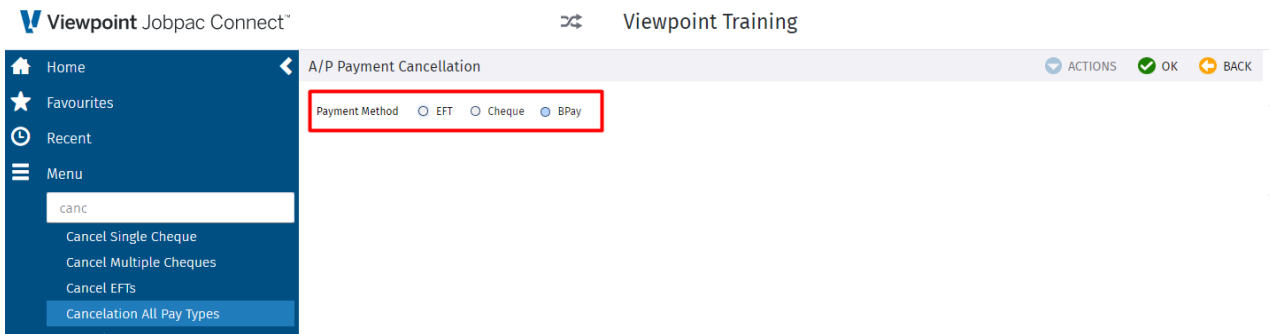 Viewpoint Jobpac Connect™
Viewpoint Training
Home
A/P Payment Cancellation
ACTIONS
OK
BACK
Favourites
Payment Method EFT Cheque BPay
Recent
Menu
canc
Cancel Single Cheque
Cancel Multiple Cheques
Cancel EFTs
Cancelation All Pay Types